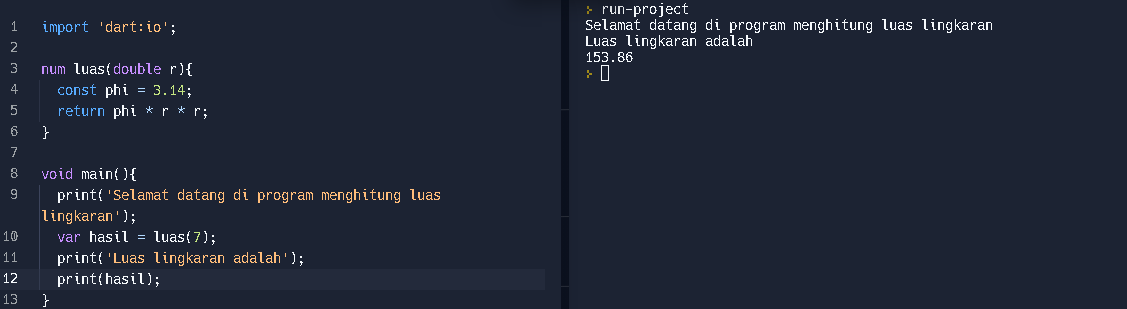 1 import 'dart:io';
2
3 num luas(double r){
4 const phi = 3.14;
5 return phi * r * r;
6 }
7
8 void main(){
9 print('Selamat datang di program menghitung luas
lingkaran');
10 var hasil = luas(7);
11 print('Luas lingkaran adalah');
12 print(hasil);
13 }
run-project
Selamat datang di program menghitung luas lingkaran
Luas lingkaran adalah
153.86